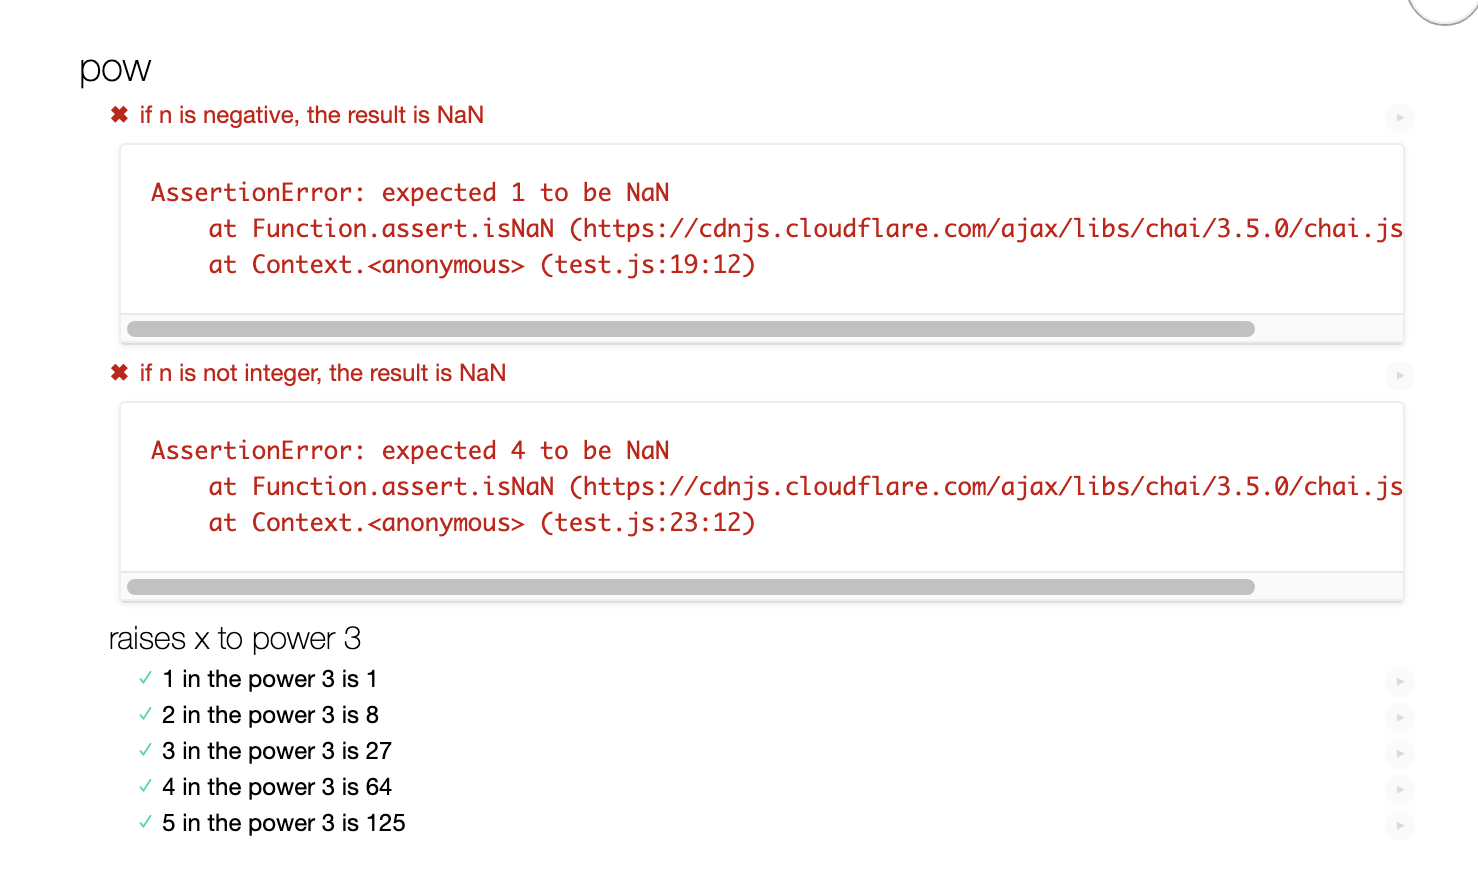 pow
✖ if n is negative, the result is NaN
AssertionError: expected 1 to be NaN
at Function.assert.isNaN (https://cdnjs.cloudflare.com/ajax/libs/chai/3.5.0/chai.js
at Context.<anonymous> (test.js:19:12)
✖ if n is not integer, the result is NaN
AssertionError: expected 4 to be NaN
at Function.assert.isNaN (https://cdnjs.cloudflare.com/ajax/libs/chai/3.5.0/chai.js
at Context.<anonymous> (test.js:23:12)
raises x to power 3
✓ 1 in the power 3 is 1
✓ 2 in the power 3 is 8
✓ 3 in the power 3 is 27
✓ 4 in the power 3 is 64
✓ 5 in the power 3 is 125